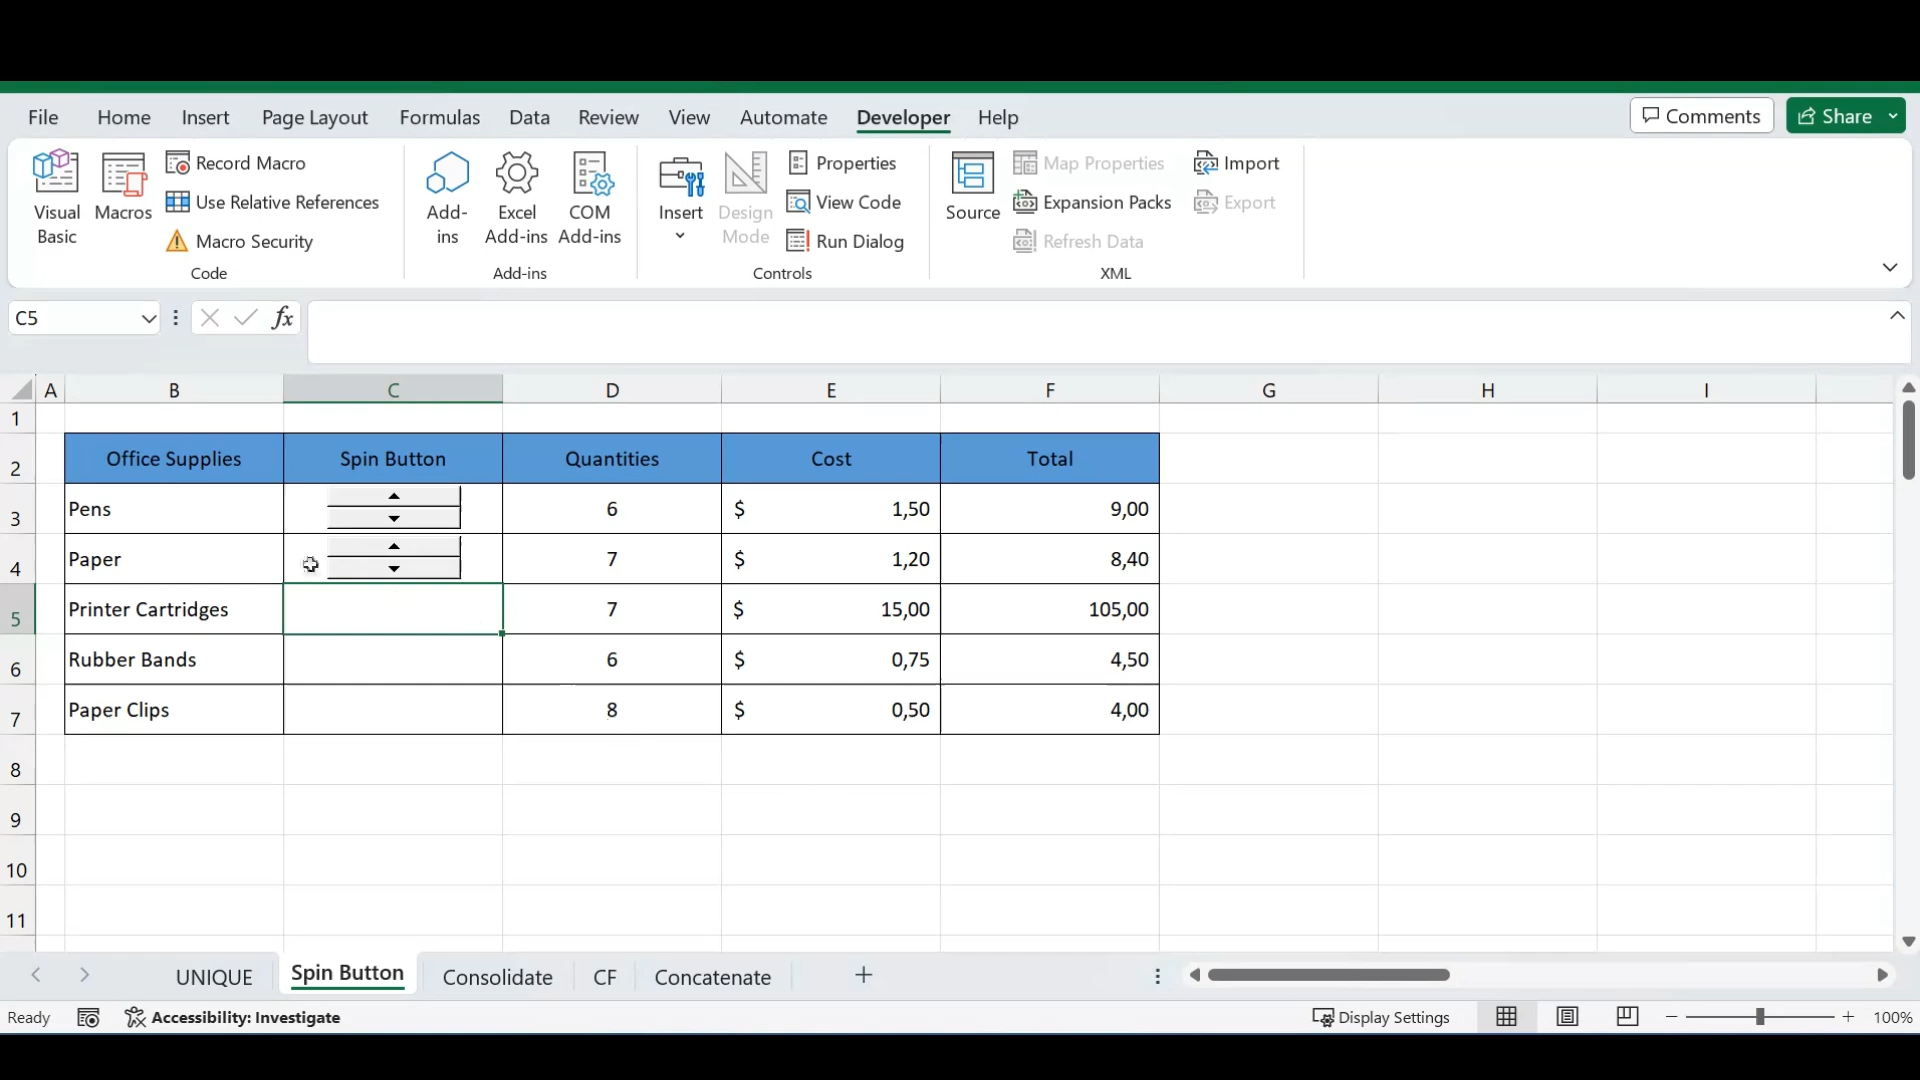 File Home Insert Page Layout Formulas Data Review View Automate Developer Help Comments Share
Visual Basic
Macros
Record Macro
Use Relative References
Macro Security
Code
Add-ins
Excel Add-ins
COM Add-ins
Add-ins
Insert
Design Mode
Properties
View Code
Run Dialog
Controls
Source
Map Properties
Expansion Packs
Refresh Data
Import
Export
XML
C5 fx
A B C D E F G H I
1
2 Office Supplies Spin Button Quantities Cost Total
3 Pens 6 $ 1,50 9,00
4 Paper 7 $ 1,20 8,40
5 Printer Cartridges 7 $ 15,00 105,00
6 Rubber Bands 6 $ 0,75 4,50
7 Paper Clips 8 $ 0,50 4,00
8
9
10
11
UNIQUE Spin Button Consolidate CF Concatenate
Ready Accessibility: Investigate Display Settings 100%